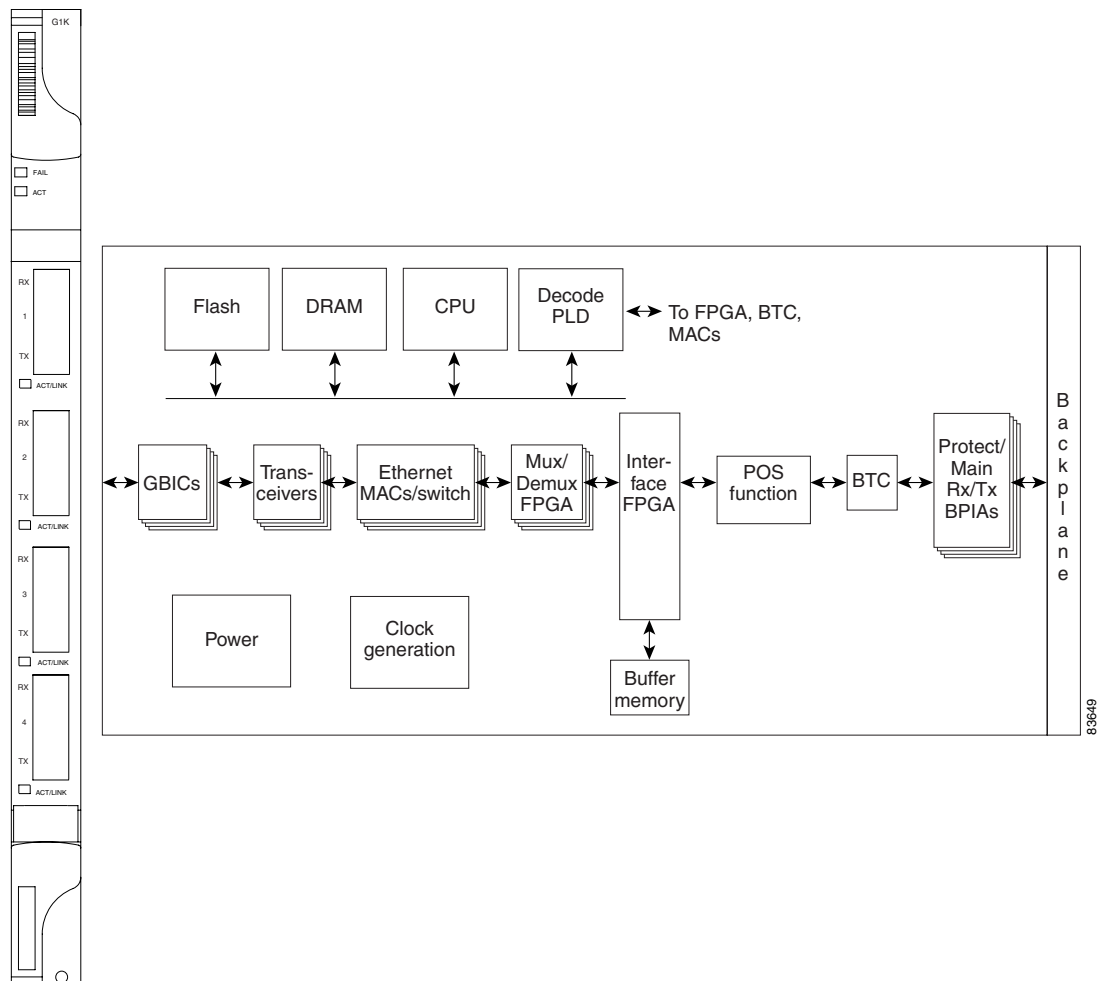 G1K
FAIL
ACT
RX
1
TX
ACT/LINK
RX
2
TX
ACT/LINK
RX
3
TX
ACT/LINK
RX
4
TX
ACT/LINK
Flash
DRAM
CPU
Decode
PLD
To FPGA, BTC,
MACs
GBICs
Trans-
ceivers
Ethernet
MACs/switch
Mux/
Demux
FPGA
Inter-
face
FPGA
POS
function
BTC
Protect/
Main
Rx/Tx
BPIAs
Backplane
Power
Clock
generation
Buffer
memory
83649